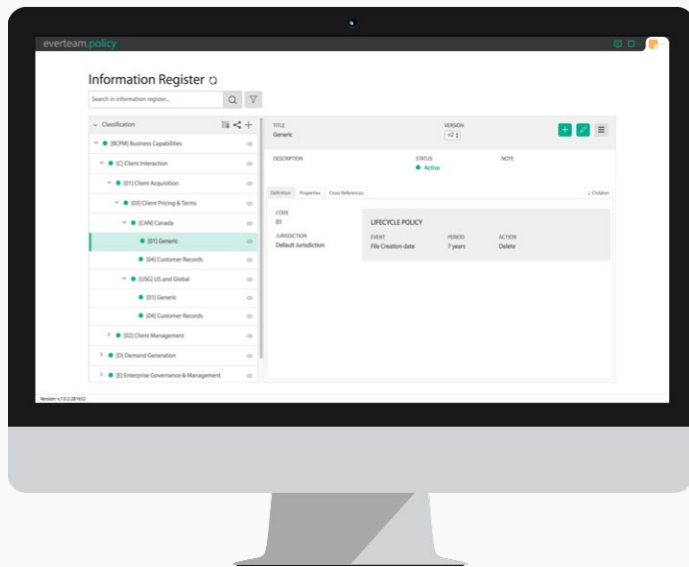 everteam.policy
Information Register
Search in information register...
Classification
[BCPM] Business Capabilities
[C] Client Interaction
[01] Client Acquisition
[03] Client Pricing & Terms
[CAN] Canada
[01] Generic
[04] Customer Records
[USG] US and Global
[01] Generic
[04] Customer Records
[02] Client Management
[D] Demand Generation
[E] Enterprise Governance & Management
TITLE
Generic
VERSION
v2
DESCRIPTION
STATUS
Active
NOTE
Definition Properties Cross References
↓ Children
CODE
01
JURISDICTION
Default Jurisdiction
LIFECYCLE POLICY
EVENT PERIOD ACTION
File Creation date 7 years Delete